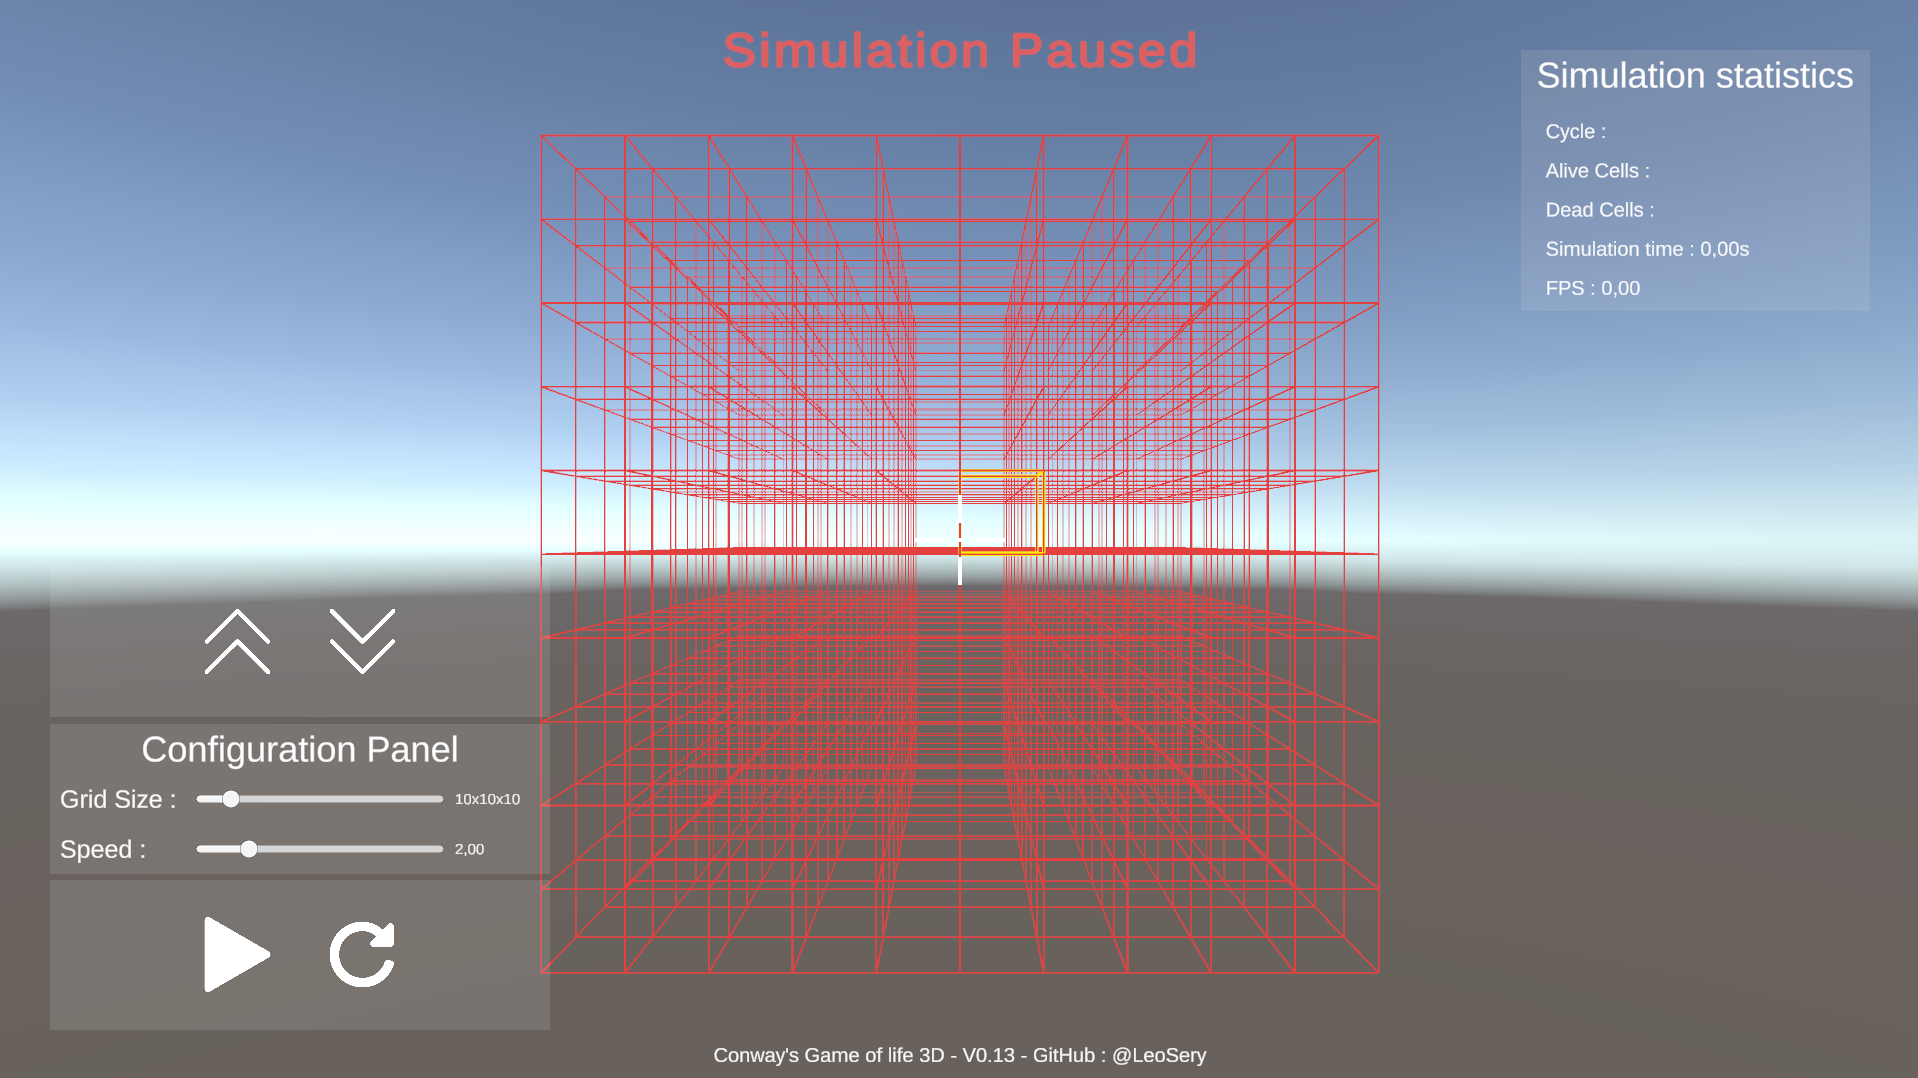 Simulation Paused
Simulation statistics
Cycle :
Alive Cells :
Dead Cells :
Simulation time : 0,00s
FPS : 0,00
Configuration Panel
Grid Size : 10x10x10
Speed : 2,00
Conway's Game of life 3D - V0.13 - GitHub : @LeoSery